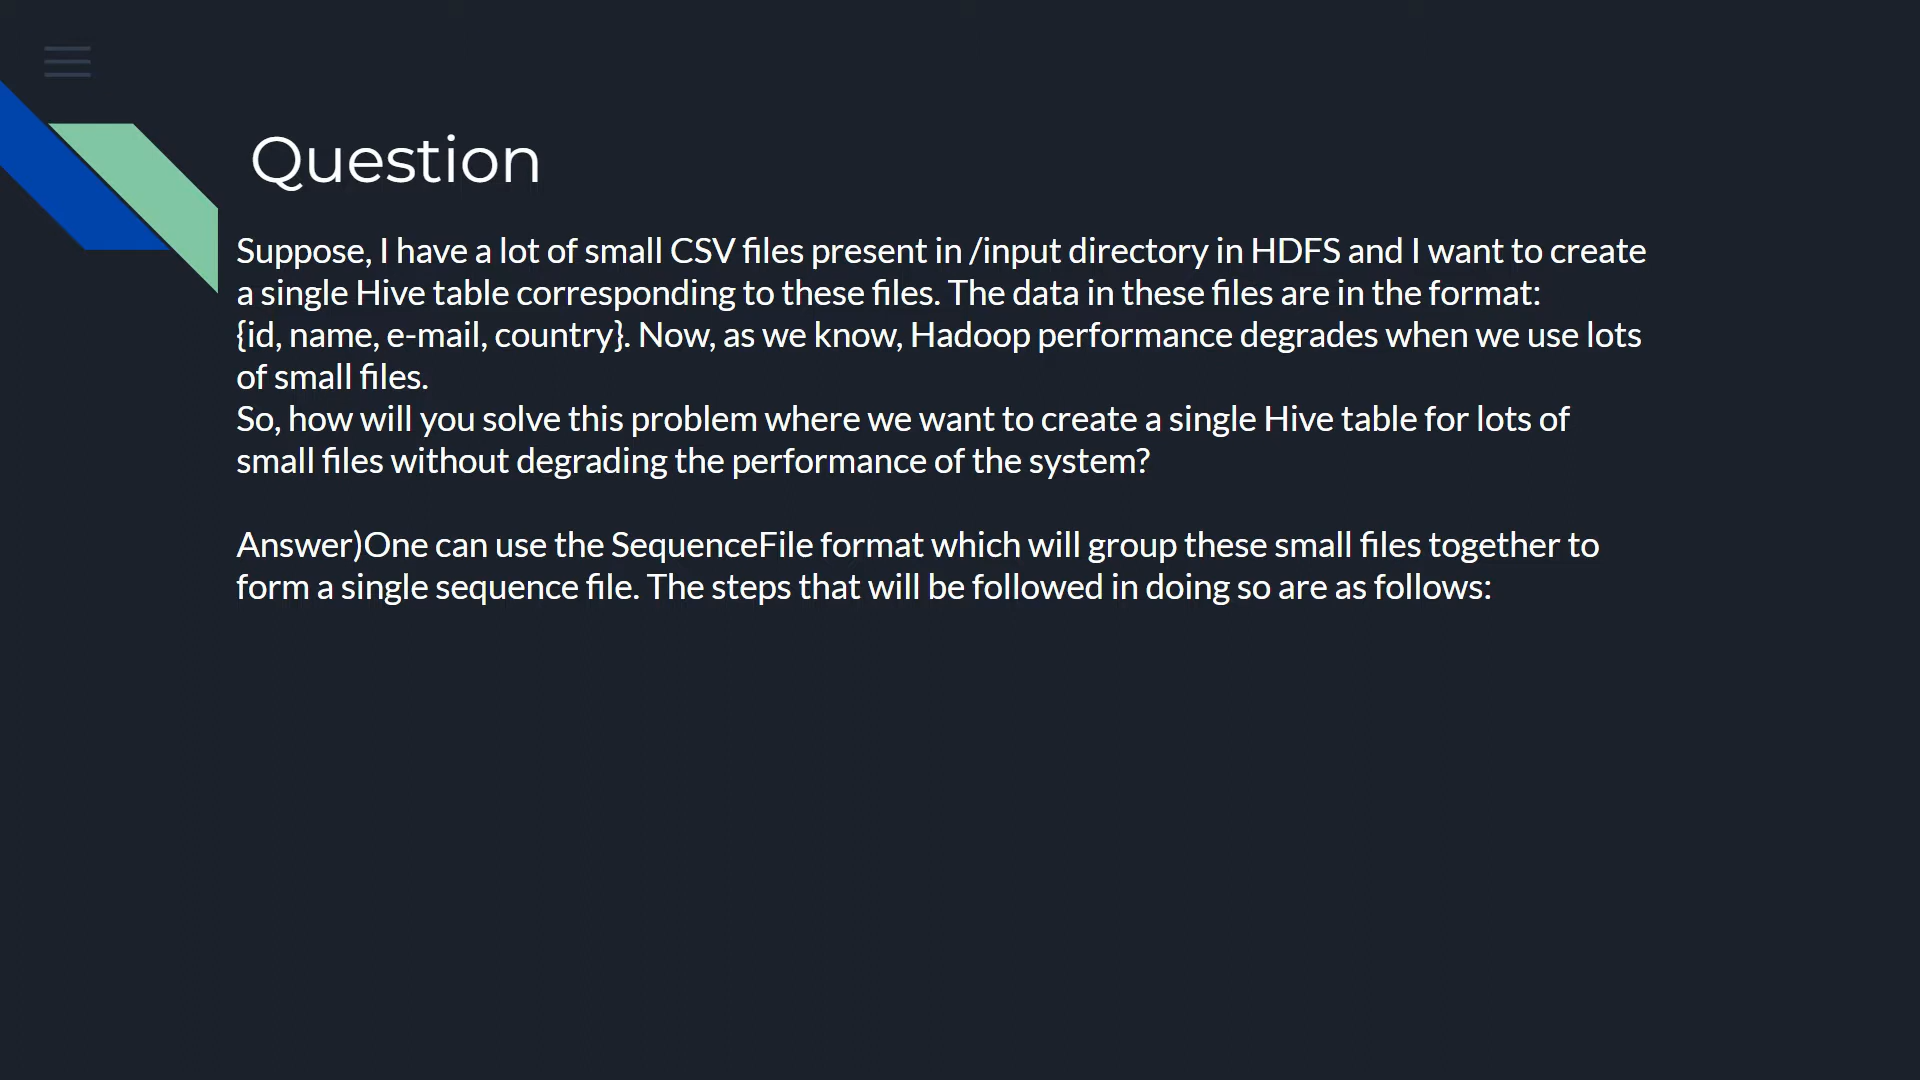 Question
Suppose, I have a lot of small CSV files present in /input directory in HDFS and I want to create
a single Hive table corresponding to these files. The data in these files are in the format:
{id, name, e-mail, country}. Now, as we know, Hadoop performance degrades when we use lots
of small files.
So, how will you solve this problem where we want to create a single Hive table for lots of
small files without degrading the performance of the system?
Answer)One can use the SequenceFile format which will group these small files together to
form a single sequence file. The steps that will be followed in doing so are as follows: